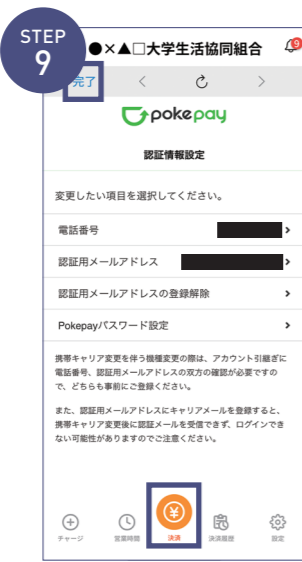 STEP
9
●×▲□大学生活協同組合
9
完了
pokepay
認証情報設定
変更したい項目を選択してください。
電話番号
認証用メールアドレス
認証用メールアドレスの登録解除
Pokepayパスワード設定
携帯キャリア変更を伴う機種変更の際は、アカウント引継ぎに
電話番号、認証用メールアドレスの双方の確認が必要ですの
で、どちらも事前にご登録ください。
また、認証用メールアドレスにキャリアメールを登録すると、
携帯キャリア変更後に認証メールを受信できず、ログインでき
ない可能性がありますのでご注意ください。
チャージ 営業時間 決済 決済履歴 設定